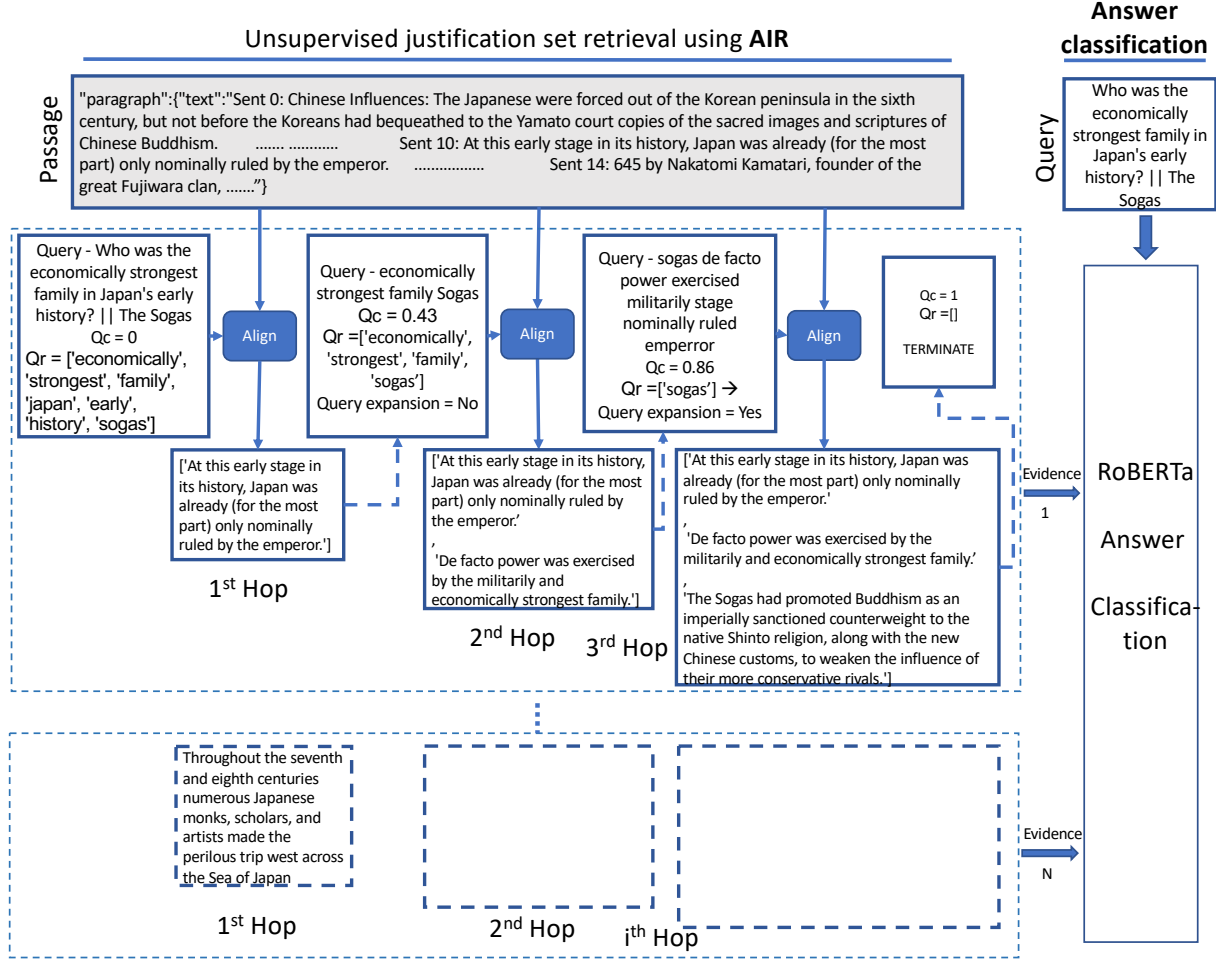 Unsupervised justification set retrieval using AIR
Answer
classification
Passage
"paragraph":{"text":"Sent 0: Chinese Influences: The Japanese were forced out of the Korean peninsula in the sixth
century, but not before the Koreans had bequeathed to the Yamato court copies of the sacred images and scriptures of
Chinese Buddhism. ....... ............ Sent 10: At this early stage in its history, Japan was already (for the most
part) only nominally ruled by the emperor. ................. Sent 14: 645 by Nakatomi Kamatari, founder of the
great Fujiwara clan, .......”}
Query
Who was the
economically
strongest family in
Japan's early
history? || The
Sogas
Query - Who was the
economically strongest
family in Japan's early
history? || The Sogas
Qc = 0
Qr = ['economically',
'strongest', 'family',
'japan', 'early',
'history', 'sogas']
Align
Query - economically
strongest family Sogas
Qc = 0.43
Qr =['economically',
'strongest', 'family',
'sogas’]
Query expansion = No
Align
Query - sogas de facto
power exercised
militarily stage
nominally ruled
emperror
Qc = 0.86
Qr =['sogas’] →
Query expansion = Yes
Align
Qc = 1
Qr =[]
TERMINATE
['At this early stage in
its history, Japan was
already (for the most
part) only nominally
ruled by the emperor.']
1st Hop
['At this early stage in its history,
Japan was already (for the most
part) only nominally ruled by
the emperor.’
,
'De facto power was exercised
by the militarily and
economically strongest family.']
2nd Hop
3rd Hop
['At this early stage in its history, Japan was
already (for the most part) only nominally
ruled by the emperor.'
,
'De facto power was exercised by the
militarily and economically strongest family.’
,
'The Sogas had promoted Buddhism as an
imperially sanctioned counterweight to the
native Shinto religion, along with the new
Chinese customs, to weaken the influence of
their more conservative rivals.']
Evidence
1
RoBERTa
Answer
Classifica-
tion
Throughout the seventh
and eighth centuries
numerous Japanese
monks, scholars, and
artists made the
perilous trip west across
the Sea of Japan
1st Hop
2nd Hop
ith Hop
Evidence
N